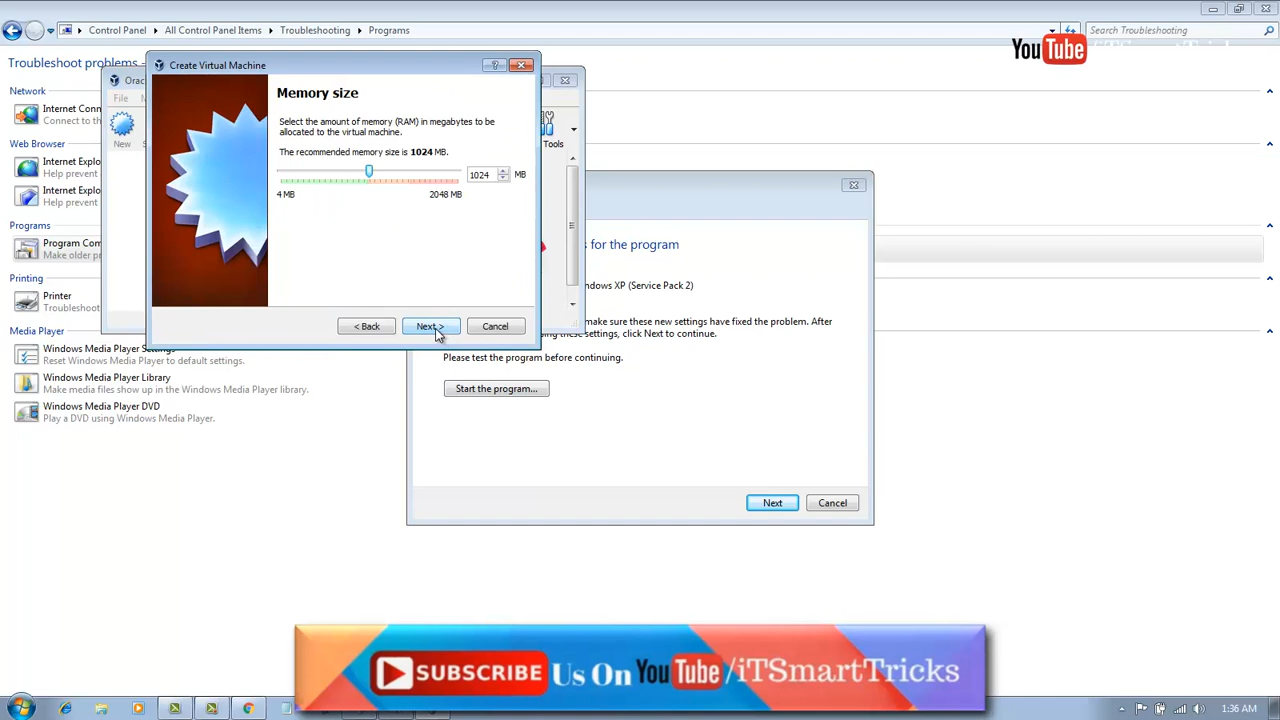 Control Panel
All Control Panel Items
Troubleshooting
Programs
Search Troubleshooting
YouTube
Troubleshoot problems
Network
Internet Conn
Connect to the
Web Browser
Internet Explo
Help prevent
Internet Explo
Help prevent
Programs
Program Com
Make older pr
Printing
Printer
Troubleshoot
Media Player
Windows Media Player Settings
Reset Windows Media Player to default settings.
Windows Media Player Library
Make media files show up in the Windows Media Player library.
Windows Media Player DVD
Play a DVD using Windows Media Player.
Orac
File
New
Tools
Create Virtual Machine
?
Memory size
Select the amount of memory (RAM) in megabytes to be
allocated to the virtual machine.
The recommended memory size is 1024 MB.
1024 MB
4 MB 2048 MB
< Back Next > Cancel
s for the program
ndows XP (Service Pack 2)
make sure these new settings have fixed the problem. After
ing these settings, click Next to continue.
Please test the program before continuing.
Start the program...
Next Cancel
SUBSCRIBE Us On YouTube/iTSmartTricks
1:36 AM